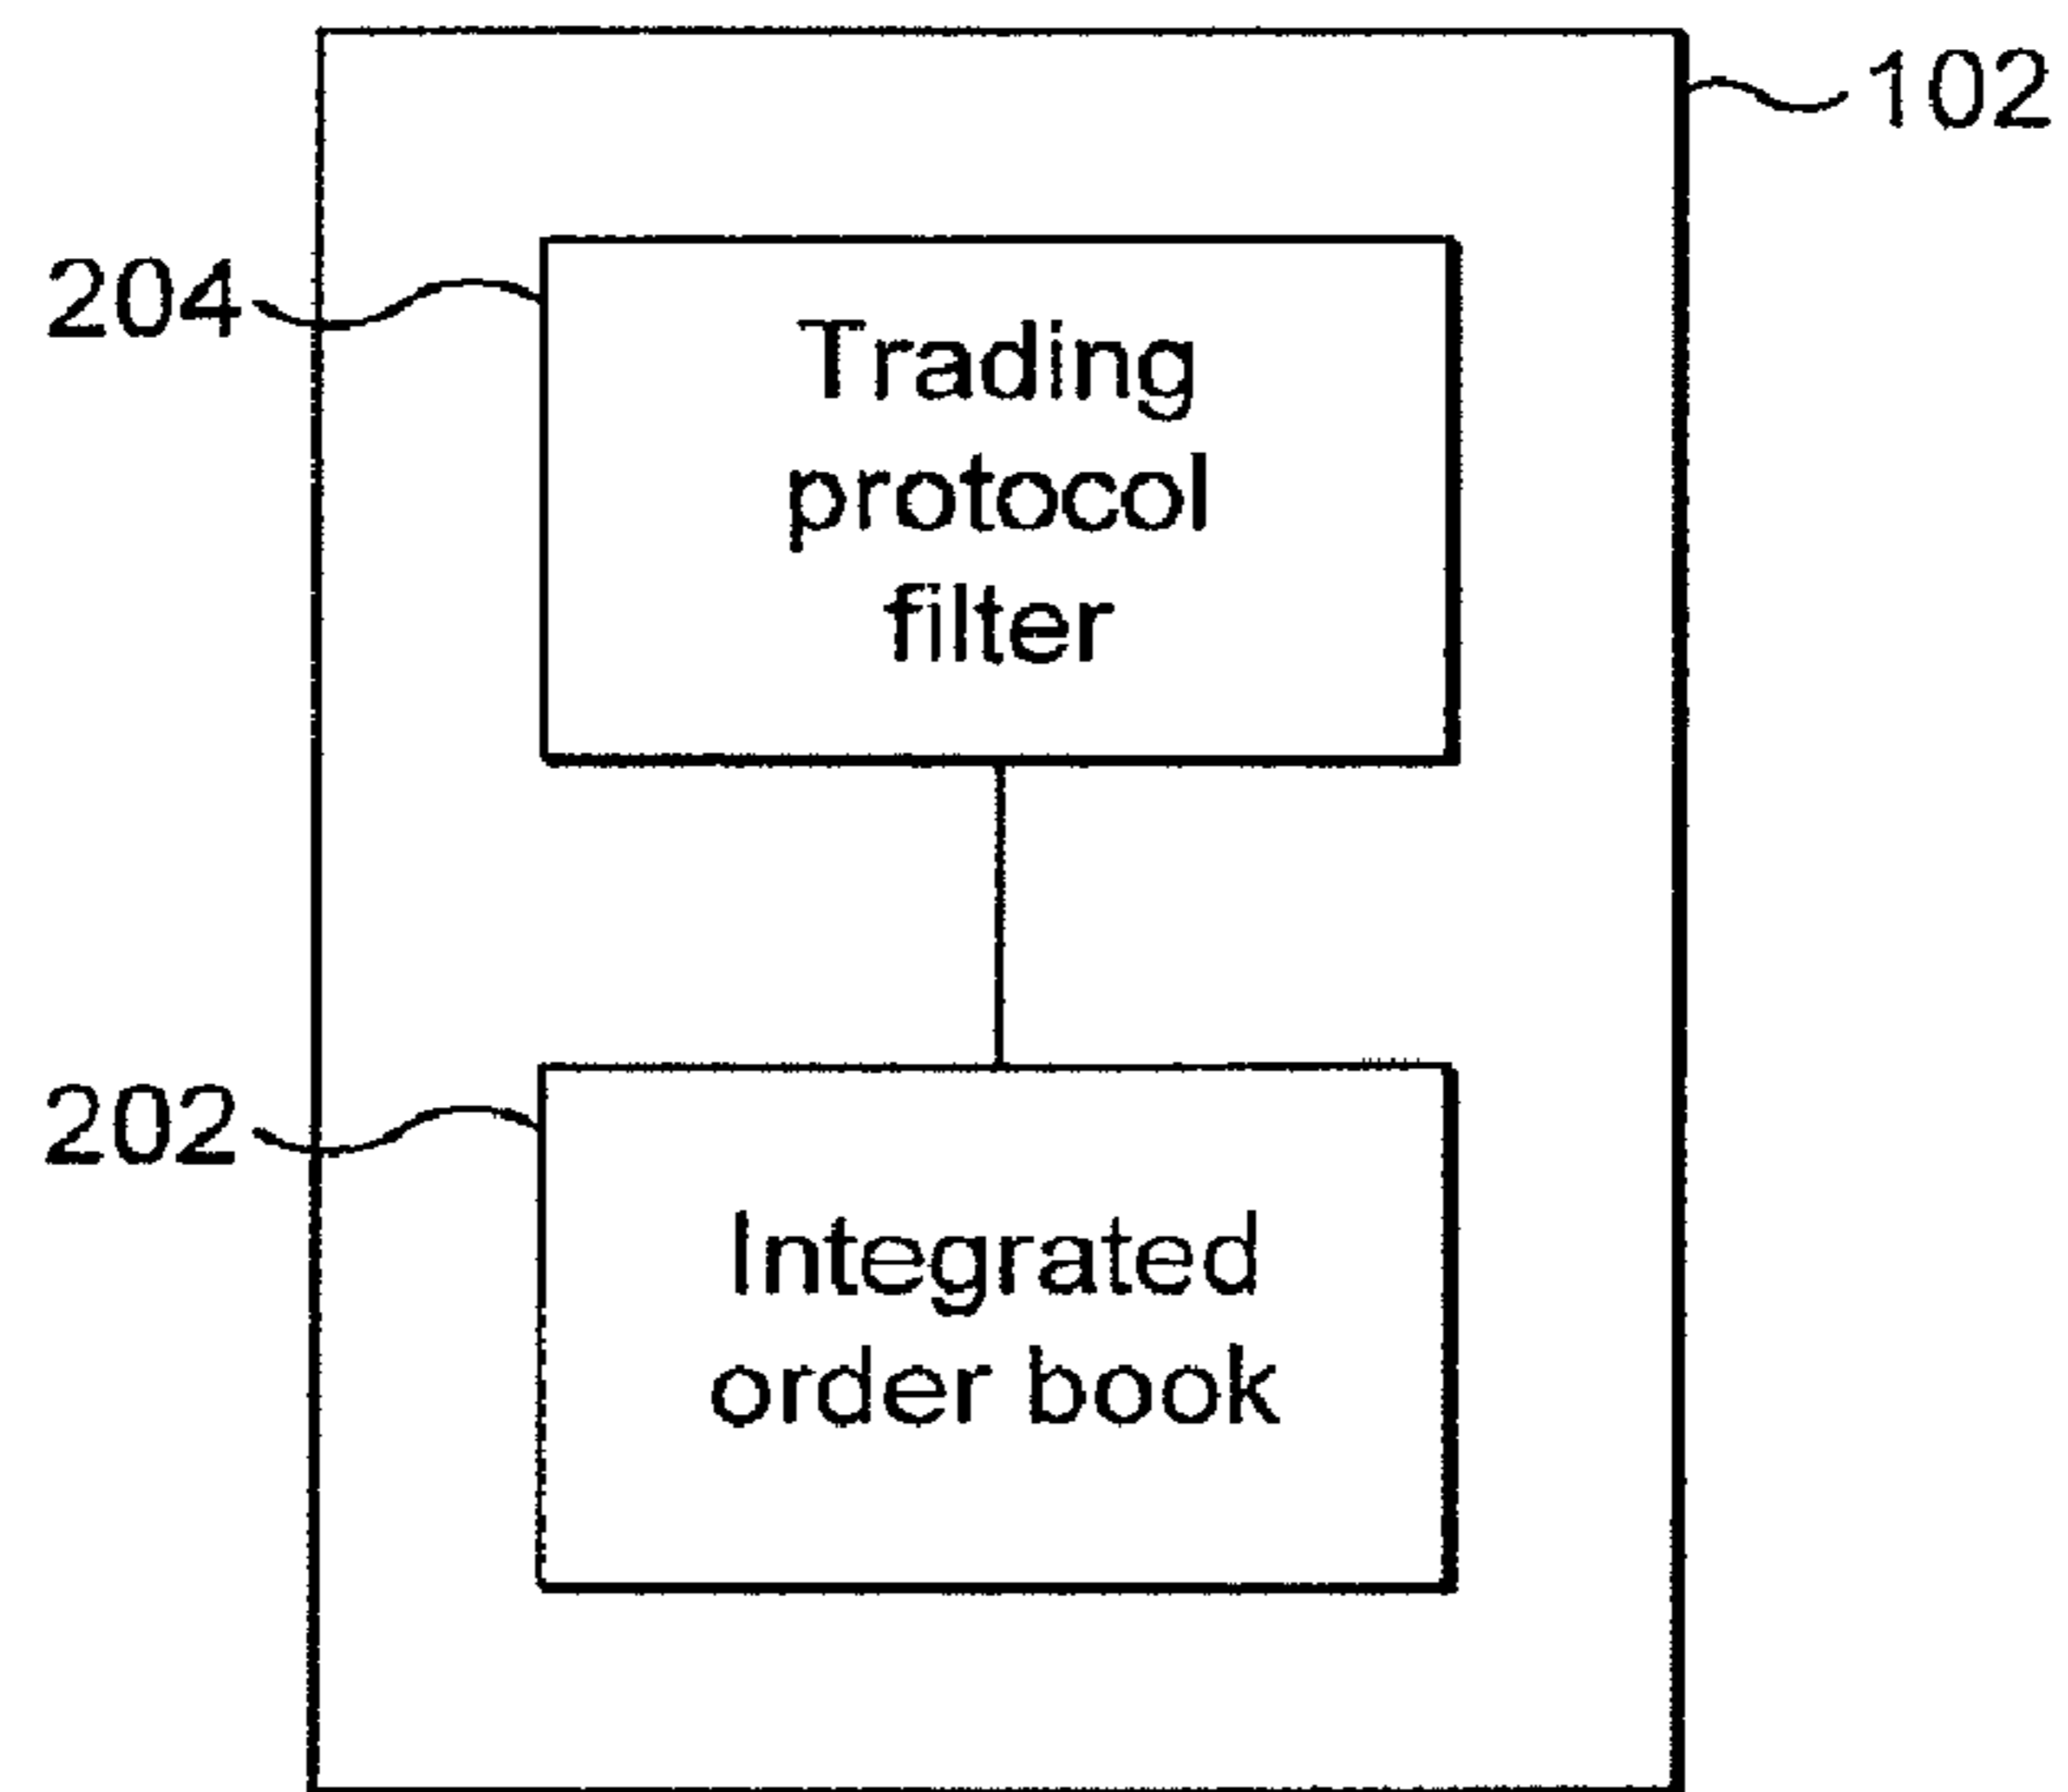 102
204
Trading
protocol
filter
202
Integrated
order book